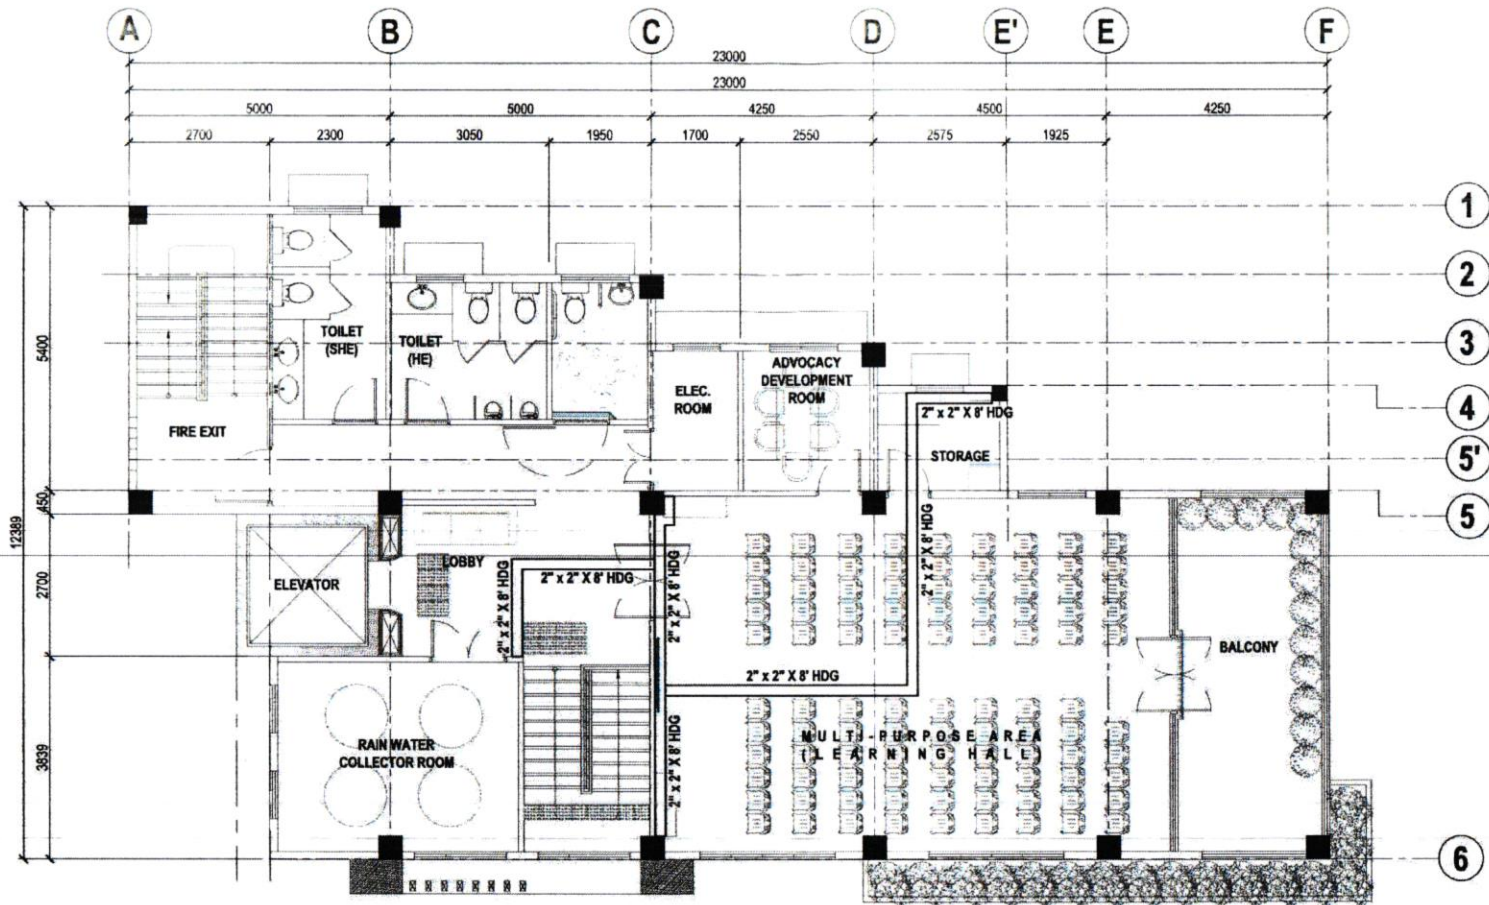 A B C D E' E F
23000
23000
5000 5000 4250 4500 4250
2700 2300 3050 1950 1700 2550 2575 1925
1
2
3
4
5'
5
6
12389
5400
450
2700
3839
TOILET
(SHE)
TOILET
(HE)
FIRE EXIT
ELEC.
ROOM
ADVOCACY
DEVELOPMENT
ROOM
2" x 2" X 8' HDG
STORAGE
LOBBY
ELEVATOR
2" x 2" X 8' HDG
2" x 2" X 8' HDG
2" x 2" X 8' HDG
2" x 2" X 8' HDG
2" x 2" X 8' HDG
2" x 2" X 8' HDG
BALCONY
RAIN WATER
COLLECTOR ROOM
MULTI-PURPOSE AREA
(LEARNING HALL)